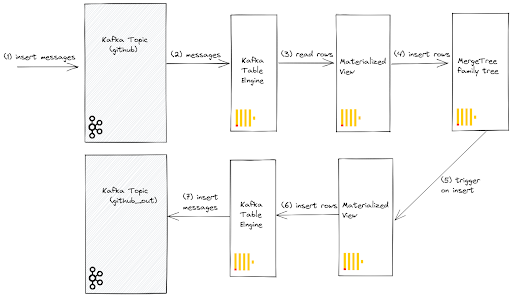 (1) insert messages
Kafka Topic
(github)
(2) messages
Kafka
Table
Engine
(3) read rows
Materialized
View
(4) insert rows
MergeTree
family tree
(5) trigger
on insert
Materialized
View
(6) insert rows
Kafka
Table
Engine
(7) insert
messages
Kafka Topic
(github_out)